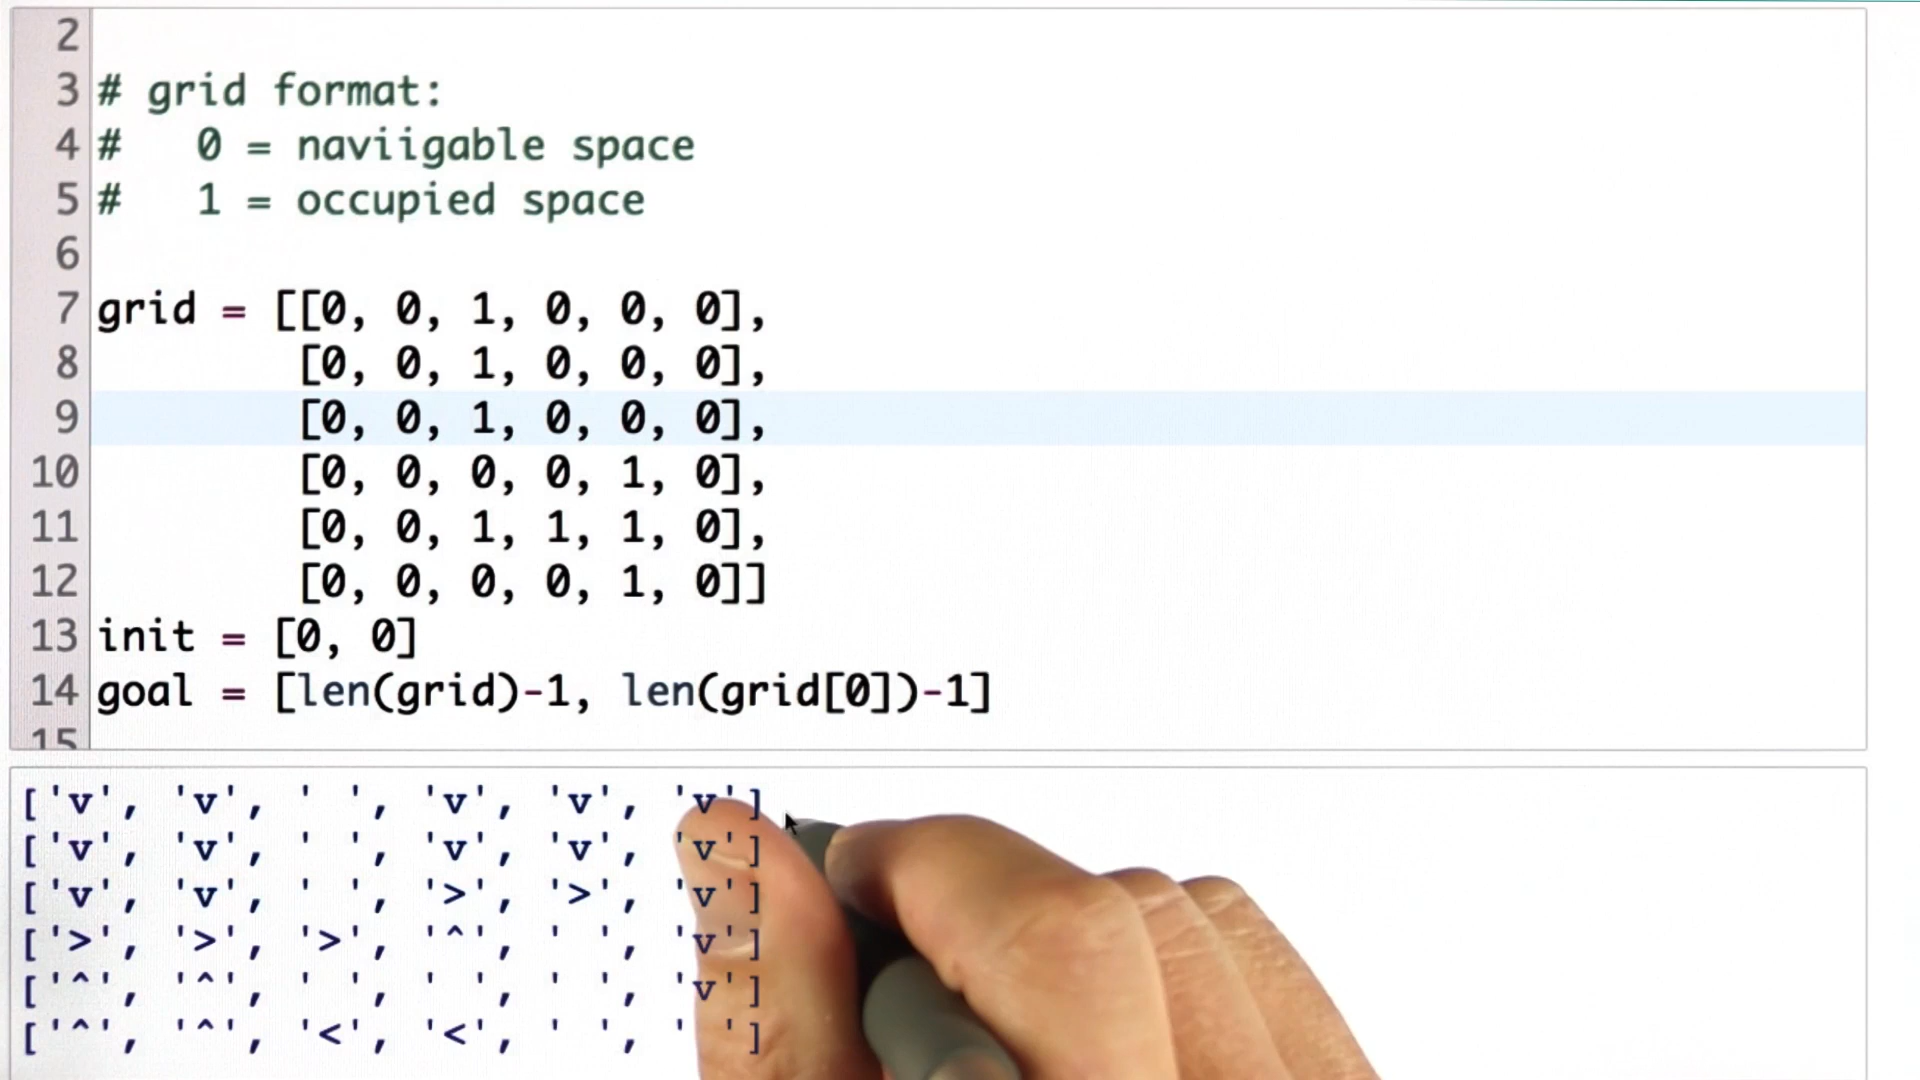 2
3 # grid format:
4 #   0 = naviigable space
5 #   1 = occupied space
6
7 grid = [[0, 0, 1, 0, 0, 0],
8         [0, 0, 1, 0, 0, 0],
9         [0, 0, 1, 0, 0, 0],
10         [0, 0, 0, 0, 1, 0],
11         [0, 0, 1, 1, 1, 0],
12         [0, 0, 0, 0, 1, 0]]
13 init = [0, 0]
14 goal = [len(grid)-1, len(grid[0])-1]
15
['v', 'v', ' ', 'v', 'v', 'v']
['v', 'v', ' ', 'v', 'v', 'v']
['v', 'v', ' ', '>', '>', 'v']
['>', '>', '>', '^', ' ', 'v']
['^', '^', ' ', ' ', ' ', 'v']
['^', '^', '<', '<', ' ', ' ']